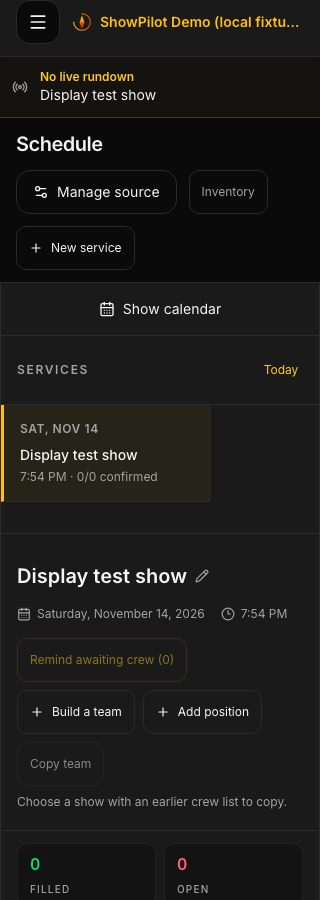 ShowPilot Demo (local fixtu...
No live rundown
Display test show
Schedule
Manage source
Inventory
New service
Show calendar
SERVICES
Today
SAT, NOV 14
Display test show
7:54 PM · 0/0 confirmed
Display test show
Saturday, November 14, 2026
7:54 PM
Remind awaiting crew (0)
Build a team
Add position
Copy team
Choose a show with an earlier crew list to copy.
0
FILLED
0
OPEN